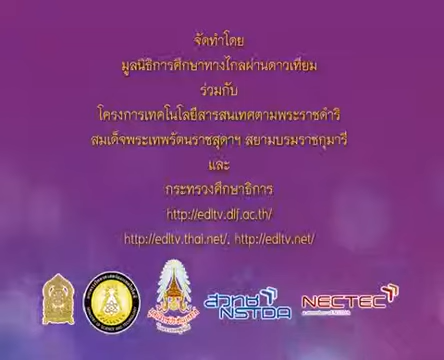 จัดทำโดย
มูลนิธิการศึกษาทางไกลผ่านดาวเทียม
ร่วมกับ
โครงการเทคโนโลยีสารสนเทศตามพระราชดำริ
สมเด็จพระเทพรัตนราชสุดาฯ สยามบรมราชกุมารี
และ
กระทรวงศึกษาธิการ
http://edltv.dlf.ac.th/
http://edltv.thai.net/, http://edltv.net/
สวทช
NSTDA
NECTEC